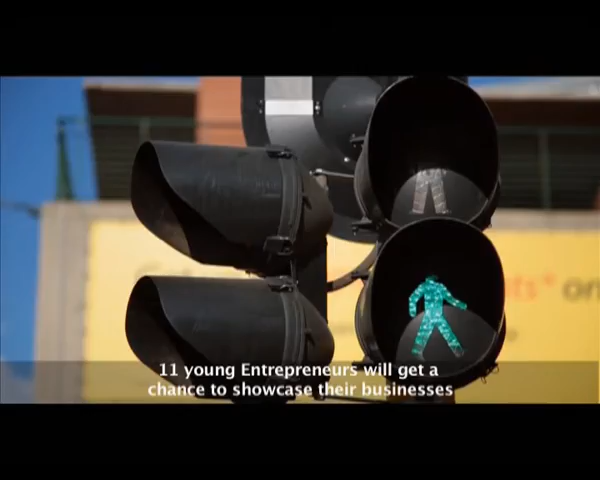 11 young Entrepreneurs will get a
chance to showcase their businesses